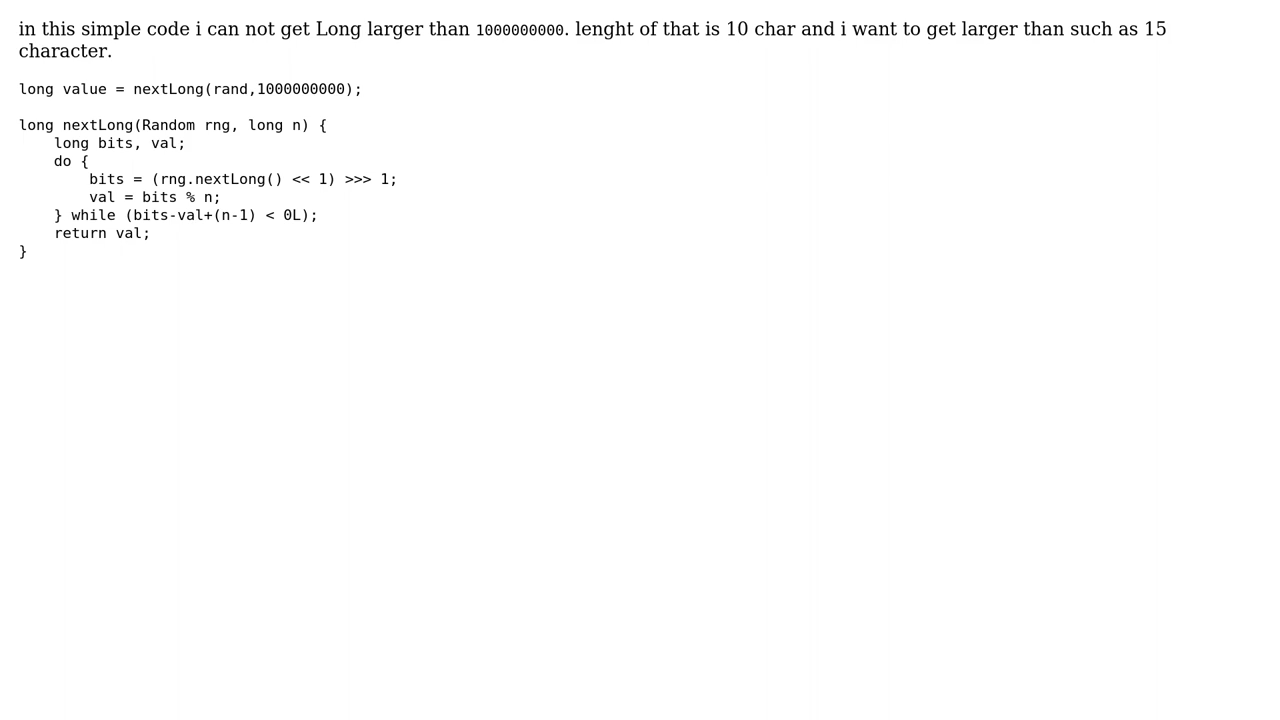 in this simple code i can not get Long larger than 1000000000. lenght of that is 10 char and i want to get larger than such as 15
character.
long value = nextLong(rand,1000000000);
long nextLong(Random rng, long n) {
    long bits, val;
    do {
        bits = (rng.nextLong() << 1) >>> 1;
        val = bits % n;
    } while (bits-val+(n-1) < 0L);
    return val;
}